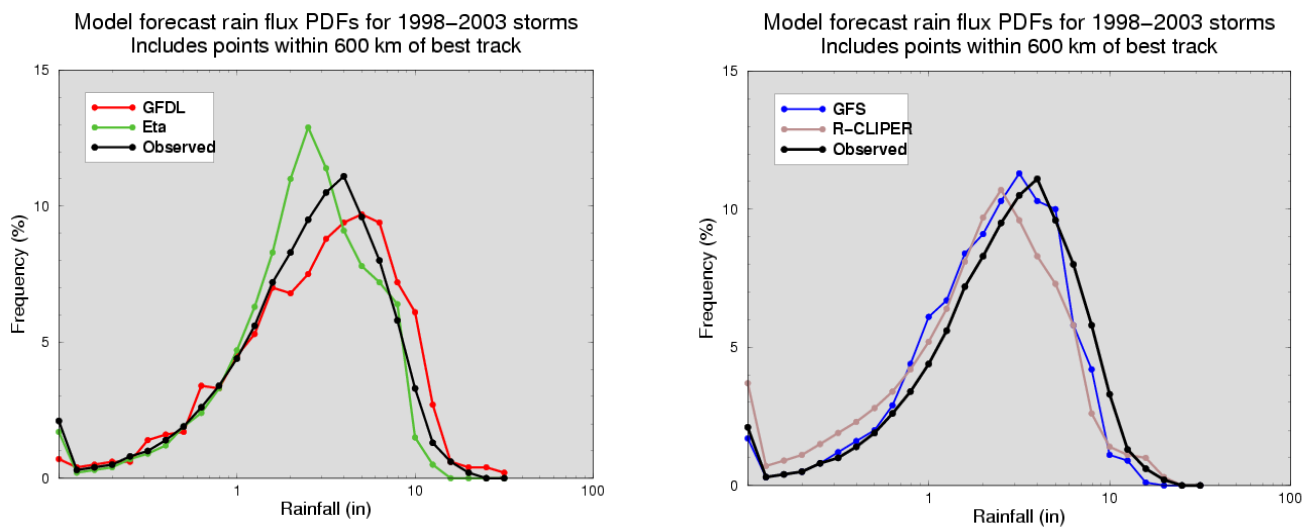 Model forecast rain flux PDFs for 1998−2003 storms
Includes points within 600 km of best track
15
GFDL
Eta
Observed
10
Frequency (%)
5
0
1
10
100
Rainfall (in)
Model forecast rain flux PDFs for 1998−2003 storms
Includes points within 600 km of best track
15
GFS
R−CLIPER
Observed
10
Frequency (%)
5
0
1
10
100
Rainfall (in)